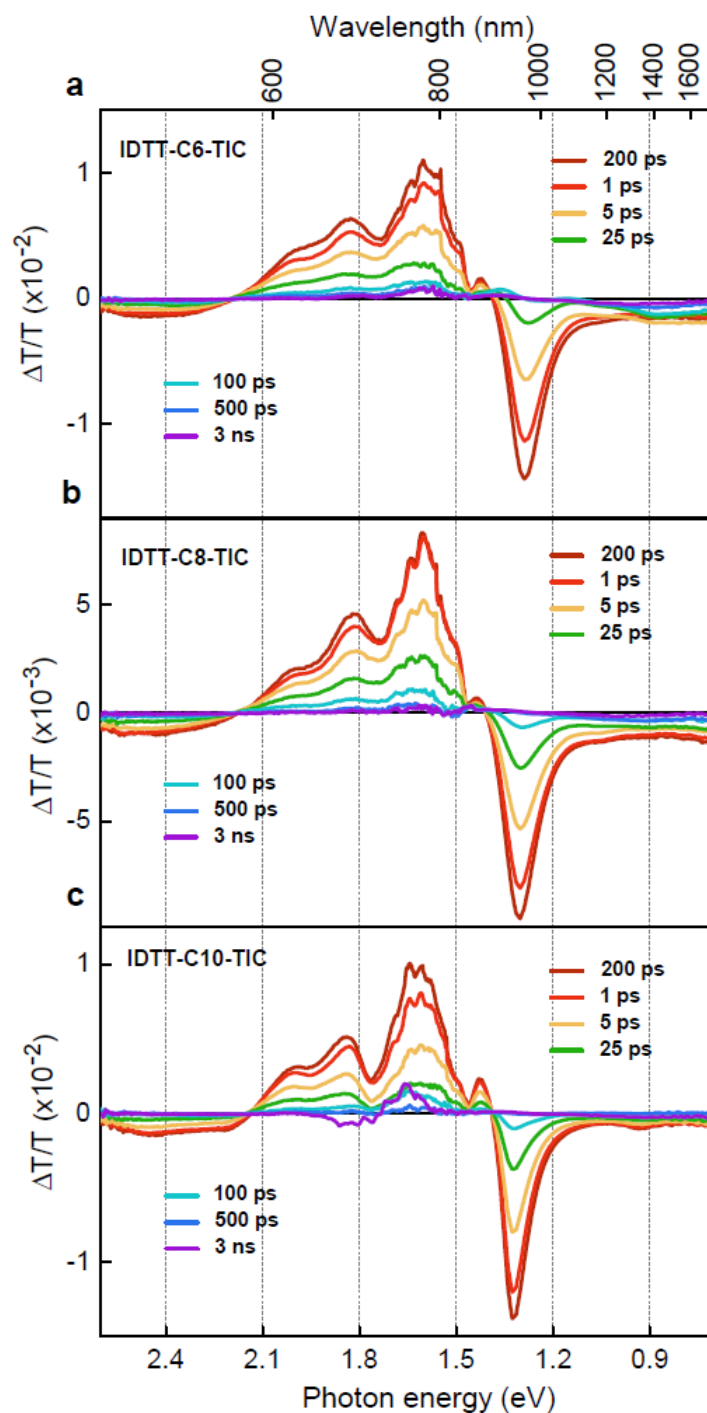 Wavelength (nm)
600 800 1000 1200 1400 1600
a
IDTT-C6-TIC
200 ps
1 ps
5 ps
25 ps
100 ps
500 ps
3 ns
1
0
-1
ΔT/T (x10⁻²)
b
IDTT-C8-TIC
200 ps
1 ps
5 ps
25 ps
100 ps
500 ps
3 ns
5
0
-5
ΔT/T (x10⁻³)
c
IDTT-C10-TIC
200 ps
1 ps
5 ps
25 ps
100 ps
500 ps
3 ns
1
0
-1
ΔT/T (x10⁻²)
2.4 2.1 1.8 1.5 1.2 0.9
Photon energy (eV)